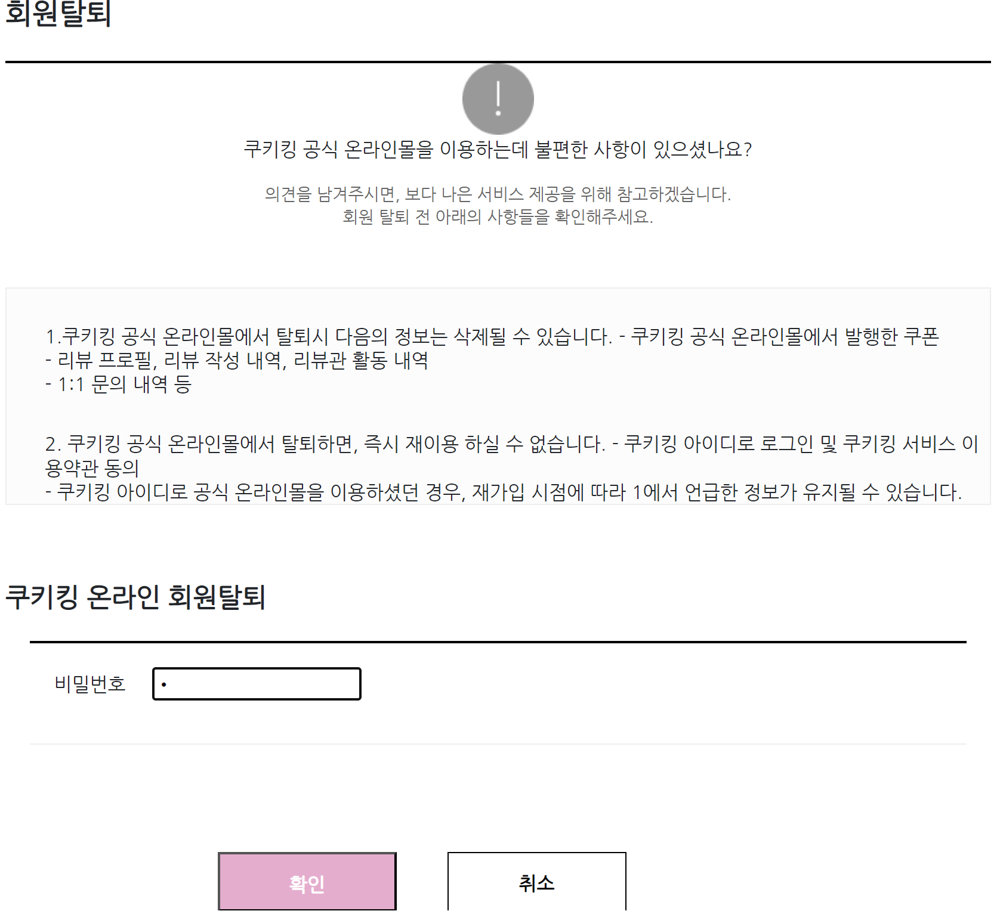 회원탈퇴
!
쿠키킹 공식 온라인몰을 이용하는데 불편한 사항이 있으셨나요?
의견을 남겨주시면, 보다 나은 서비스 제공을 위해 참고하겠습니다.
회원 탈퇴 전 아래의 사항들을 확인해주세요.
1.쿠키킹 공식 온라인몰에서 탈퇴시 다음의 정보는 삭제될 수 있습니다. - 쿠키킹 공식 온라인몰에서 발행한 쿠폰
- 리뷰 프로필, 리뷰 작성 내역, 리뷰관 활동 내역
- 1:1 문의 내역 등
2. 쿠키킹 공식 온라인몰에서 탈퇴하면, 즉시 재이용 하실 수 없습니다. - 쿠키킹 아이디로 로그인 및 쿠키킹 서비스 이
용약관 동의
- 쿠키킹 아이디로 공식 온라인몰을 이용하셨던 경우, 재가입 시점에 따라 1에서 언급한 정보가 유지될 수 있습니다.
쿠키킹 온라인 회원탈퇴
비밀번호 •
확인 취소